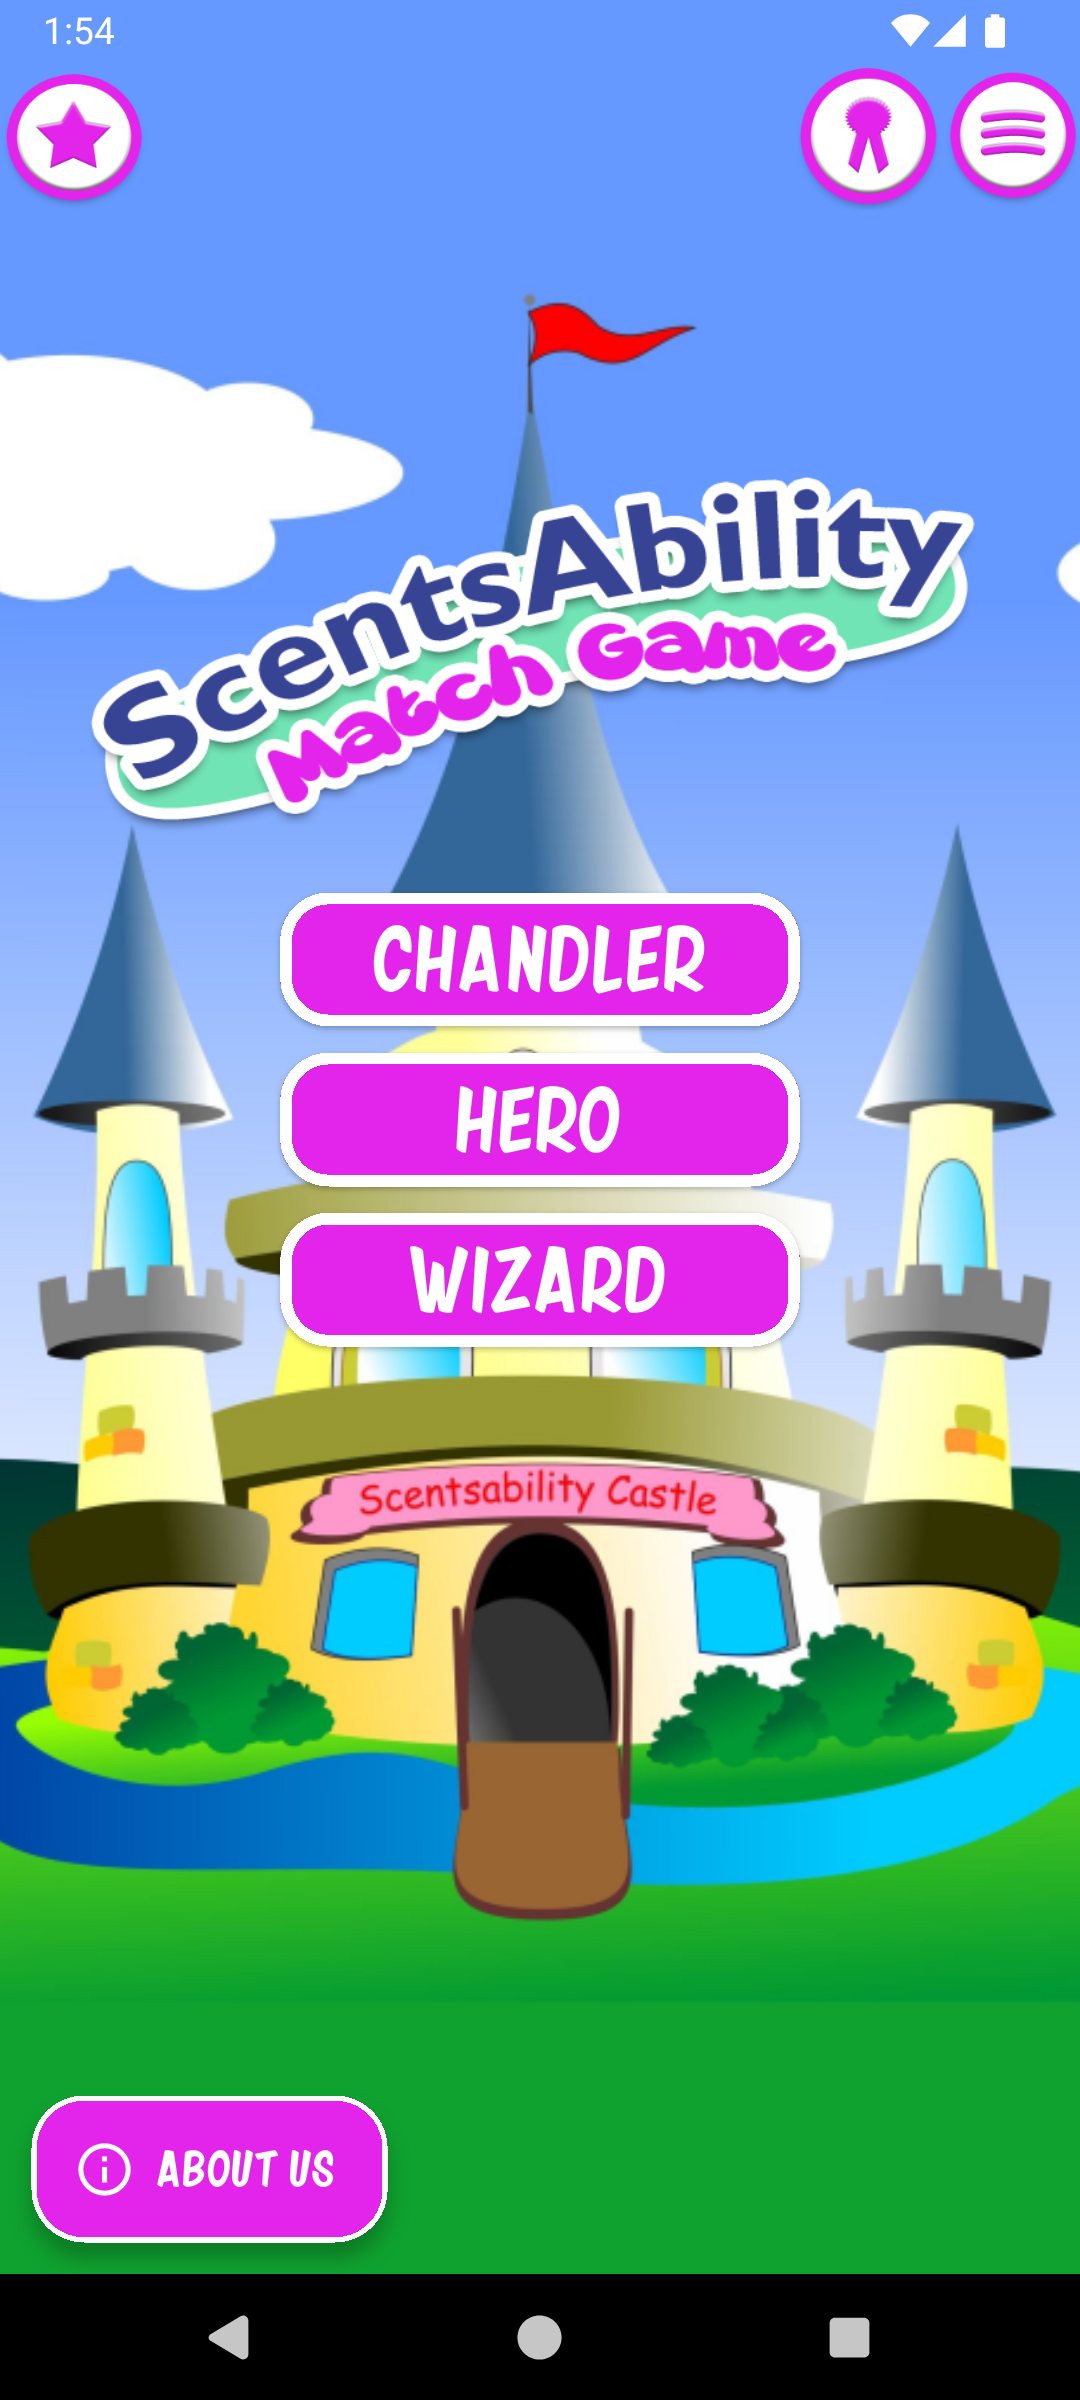 1:54
ScentsAbility
Match Game
CHANDLER
HERO
WIZARD
Scentsability Castle
ABOUT US